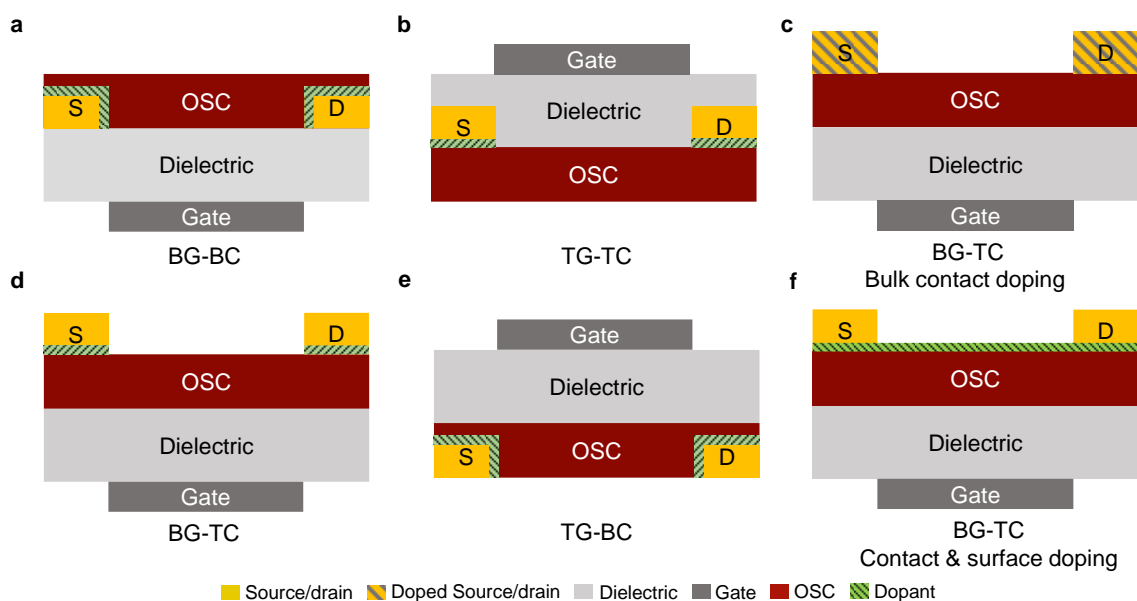 a
b
c
S
OSC
D
Dielectric
Gate
BG-BC
Gate
S
Dielectric
D
OSC
TG-TC
S
D
OSC
Dielectric
Gate
BG-TC
Bulk contact doping
d
e
f
S
D
OSC
Dielectric
Gate
BG-TC
Gate
Dielectric
S
OSC
D
TG-BC
S
D
OSC
Dielectric
Gate
BG-TC
Contact & surface doping
Source/drain Doped Source/drain Dielectric Gate OSC Dopant